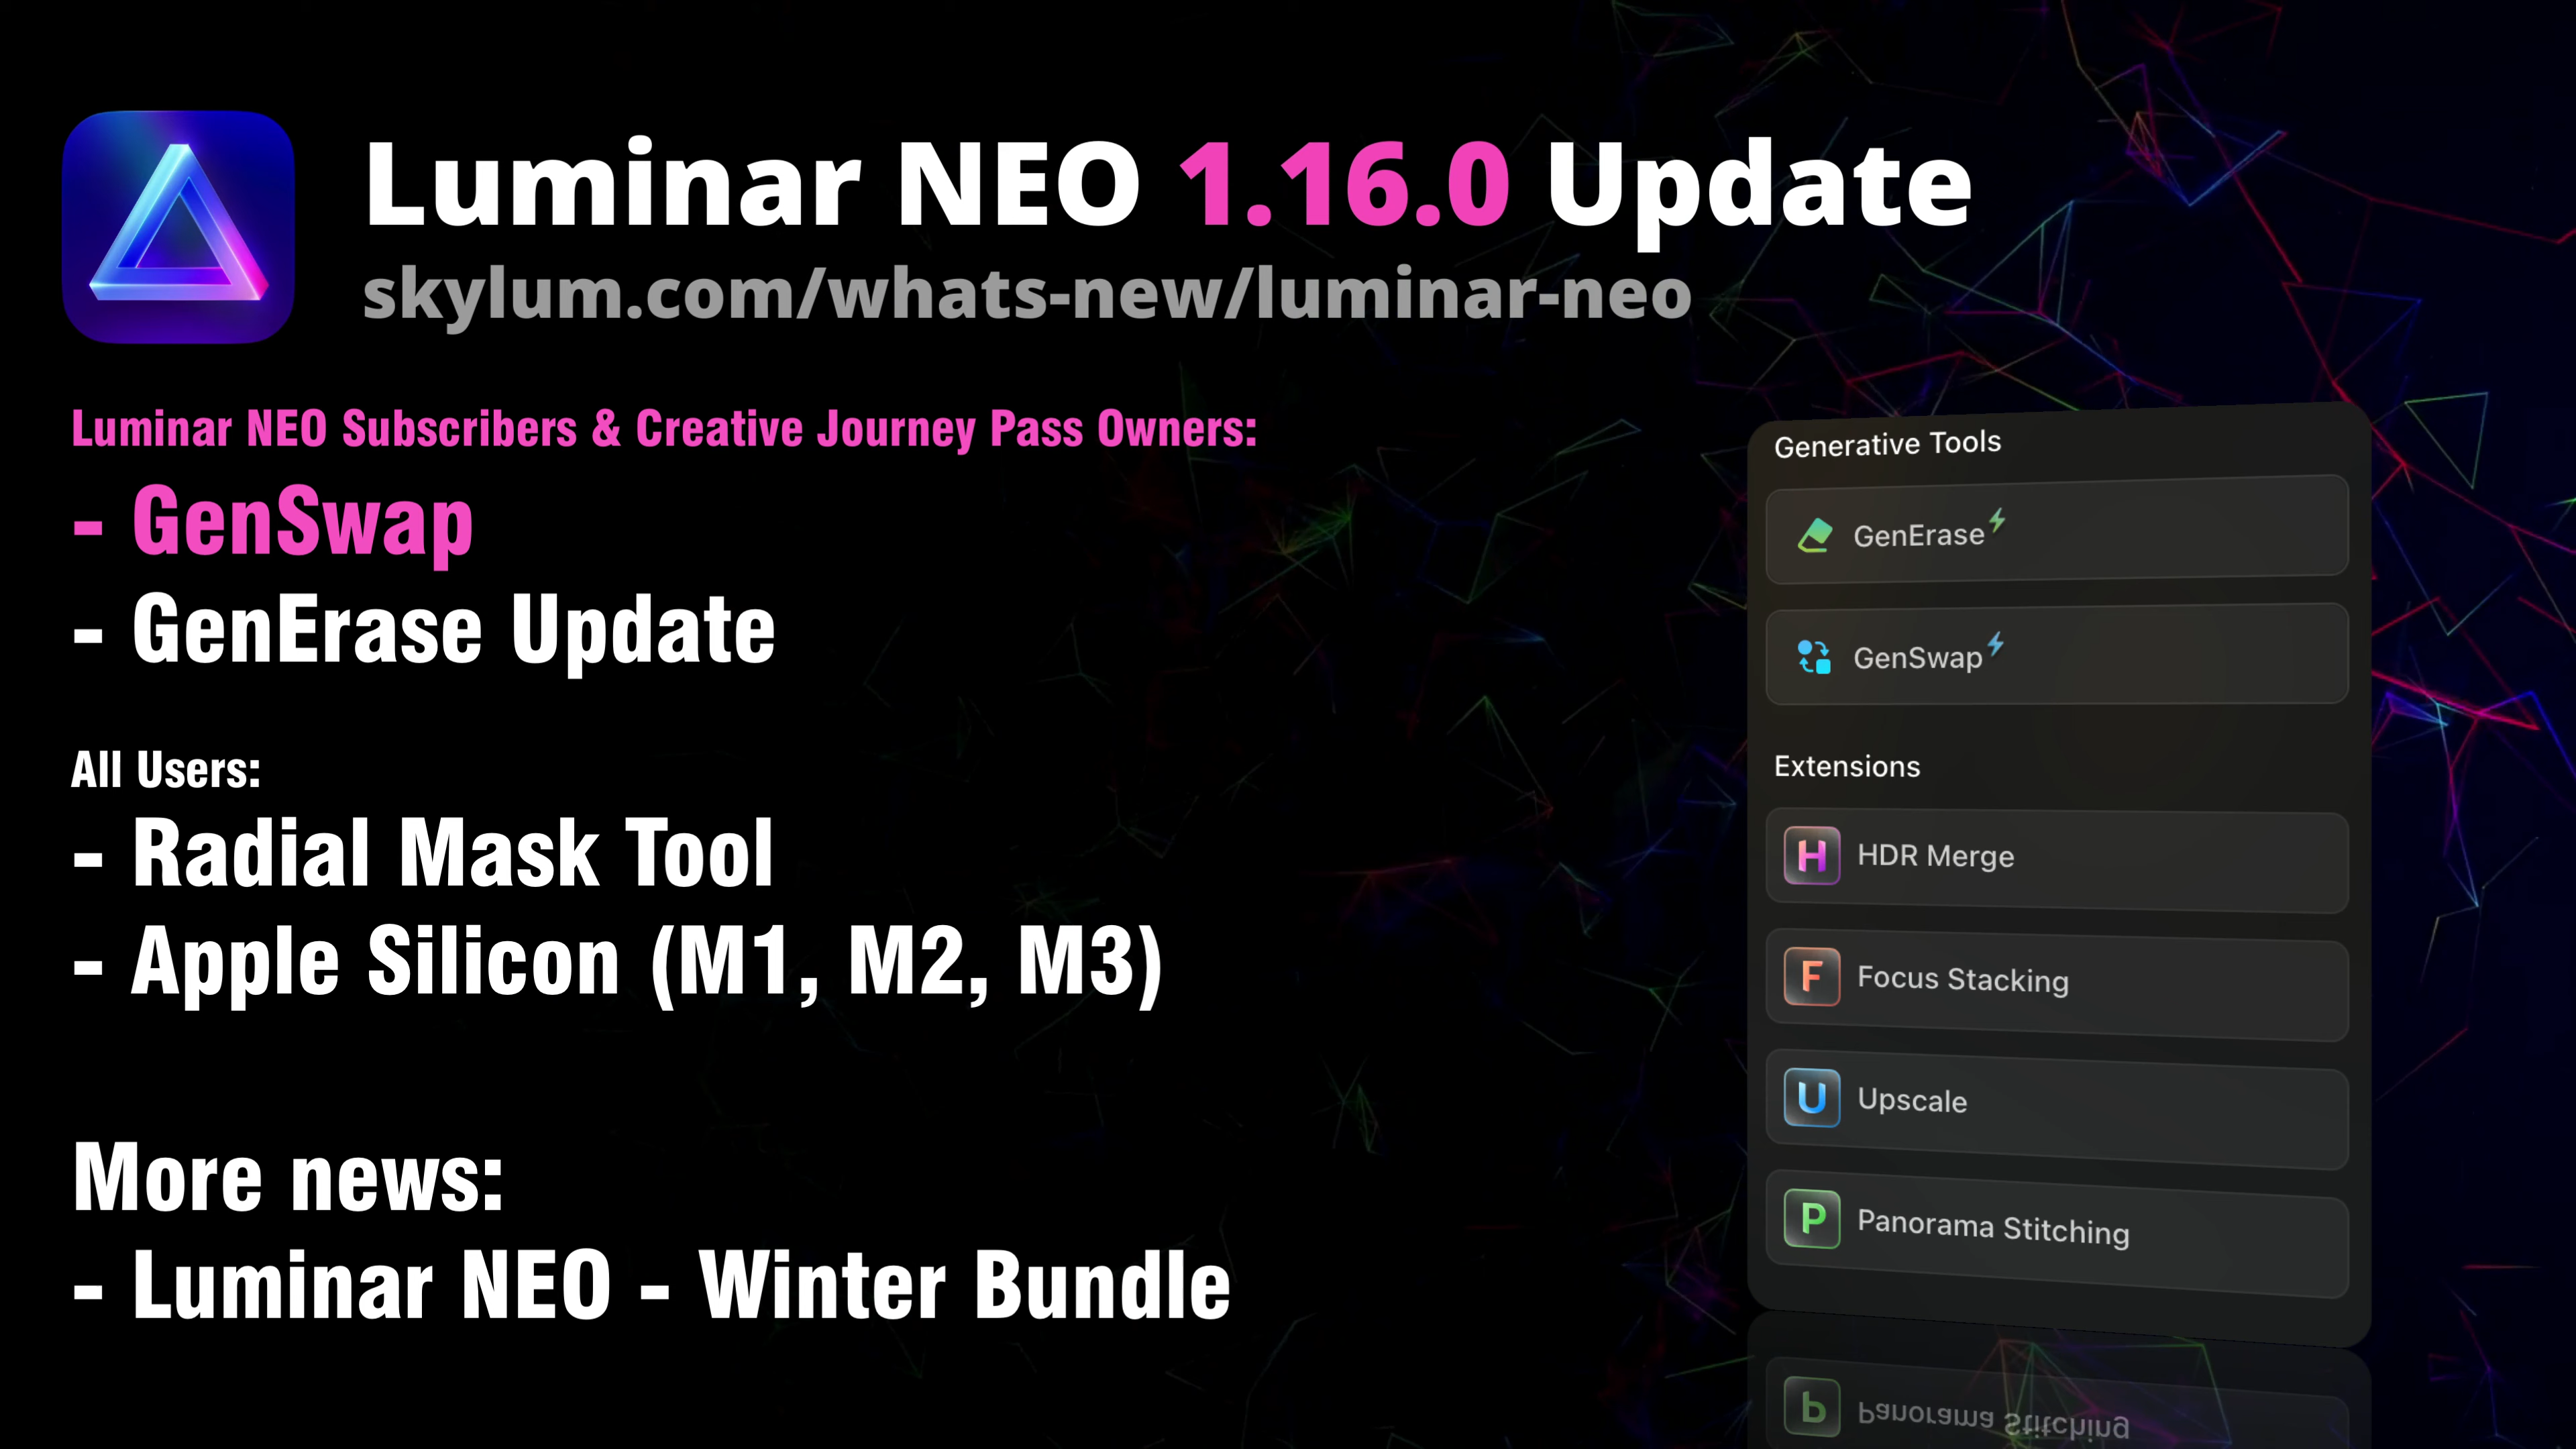 Luminar NEO 1.16.0 Update
skylum.com/whats-new/luminar-neo
Luminar NEO Subscribers & Creative Journey Pass Owners:
- GenSwap
- GenErase Update
All Users:
- Radial Mask Tool
- Apple Silicon (M1, M2, M3)
More news:
- Luminar NEO - Winter Bundle
Generative Tools
GenErase
GenSwap
Extensions
H HDR Merge
F Focus Stacking
U Upscale
P Panorama Stitching
P Panorama Stitching